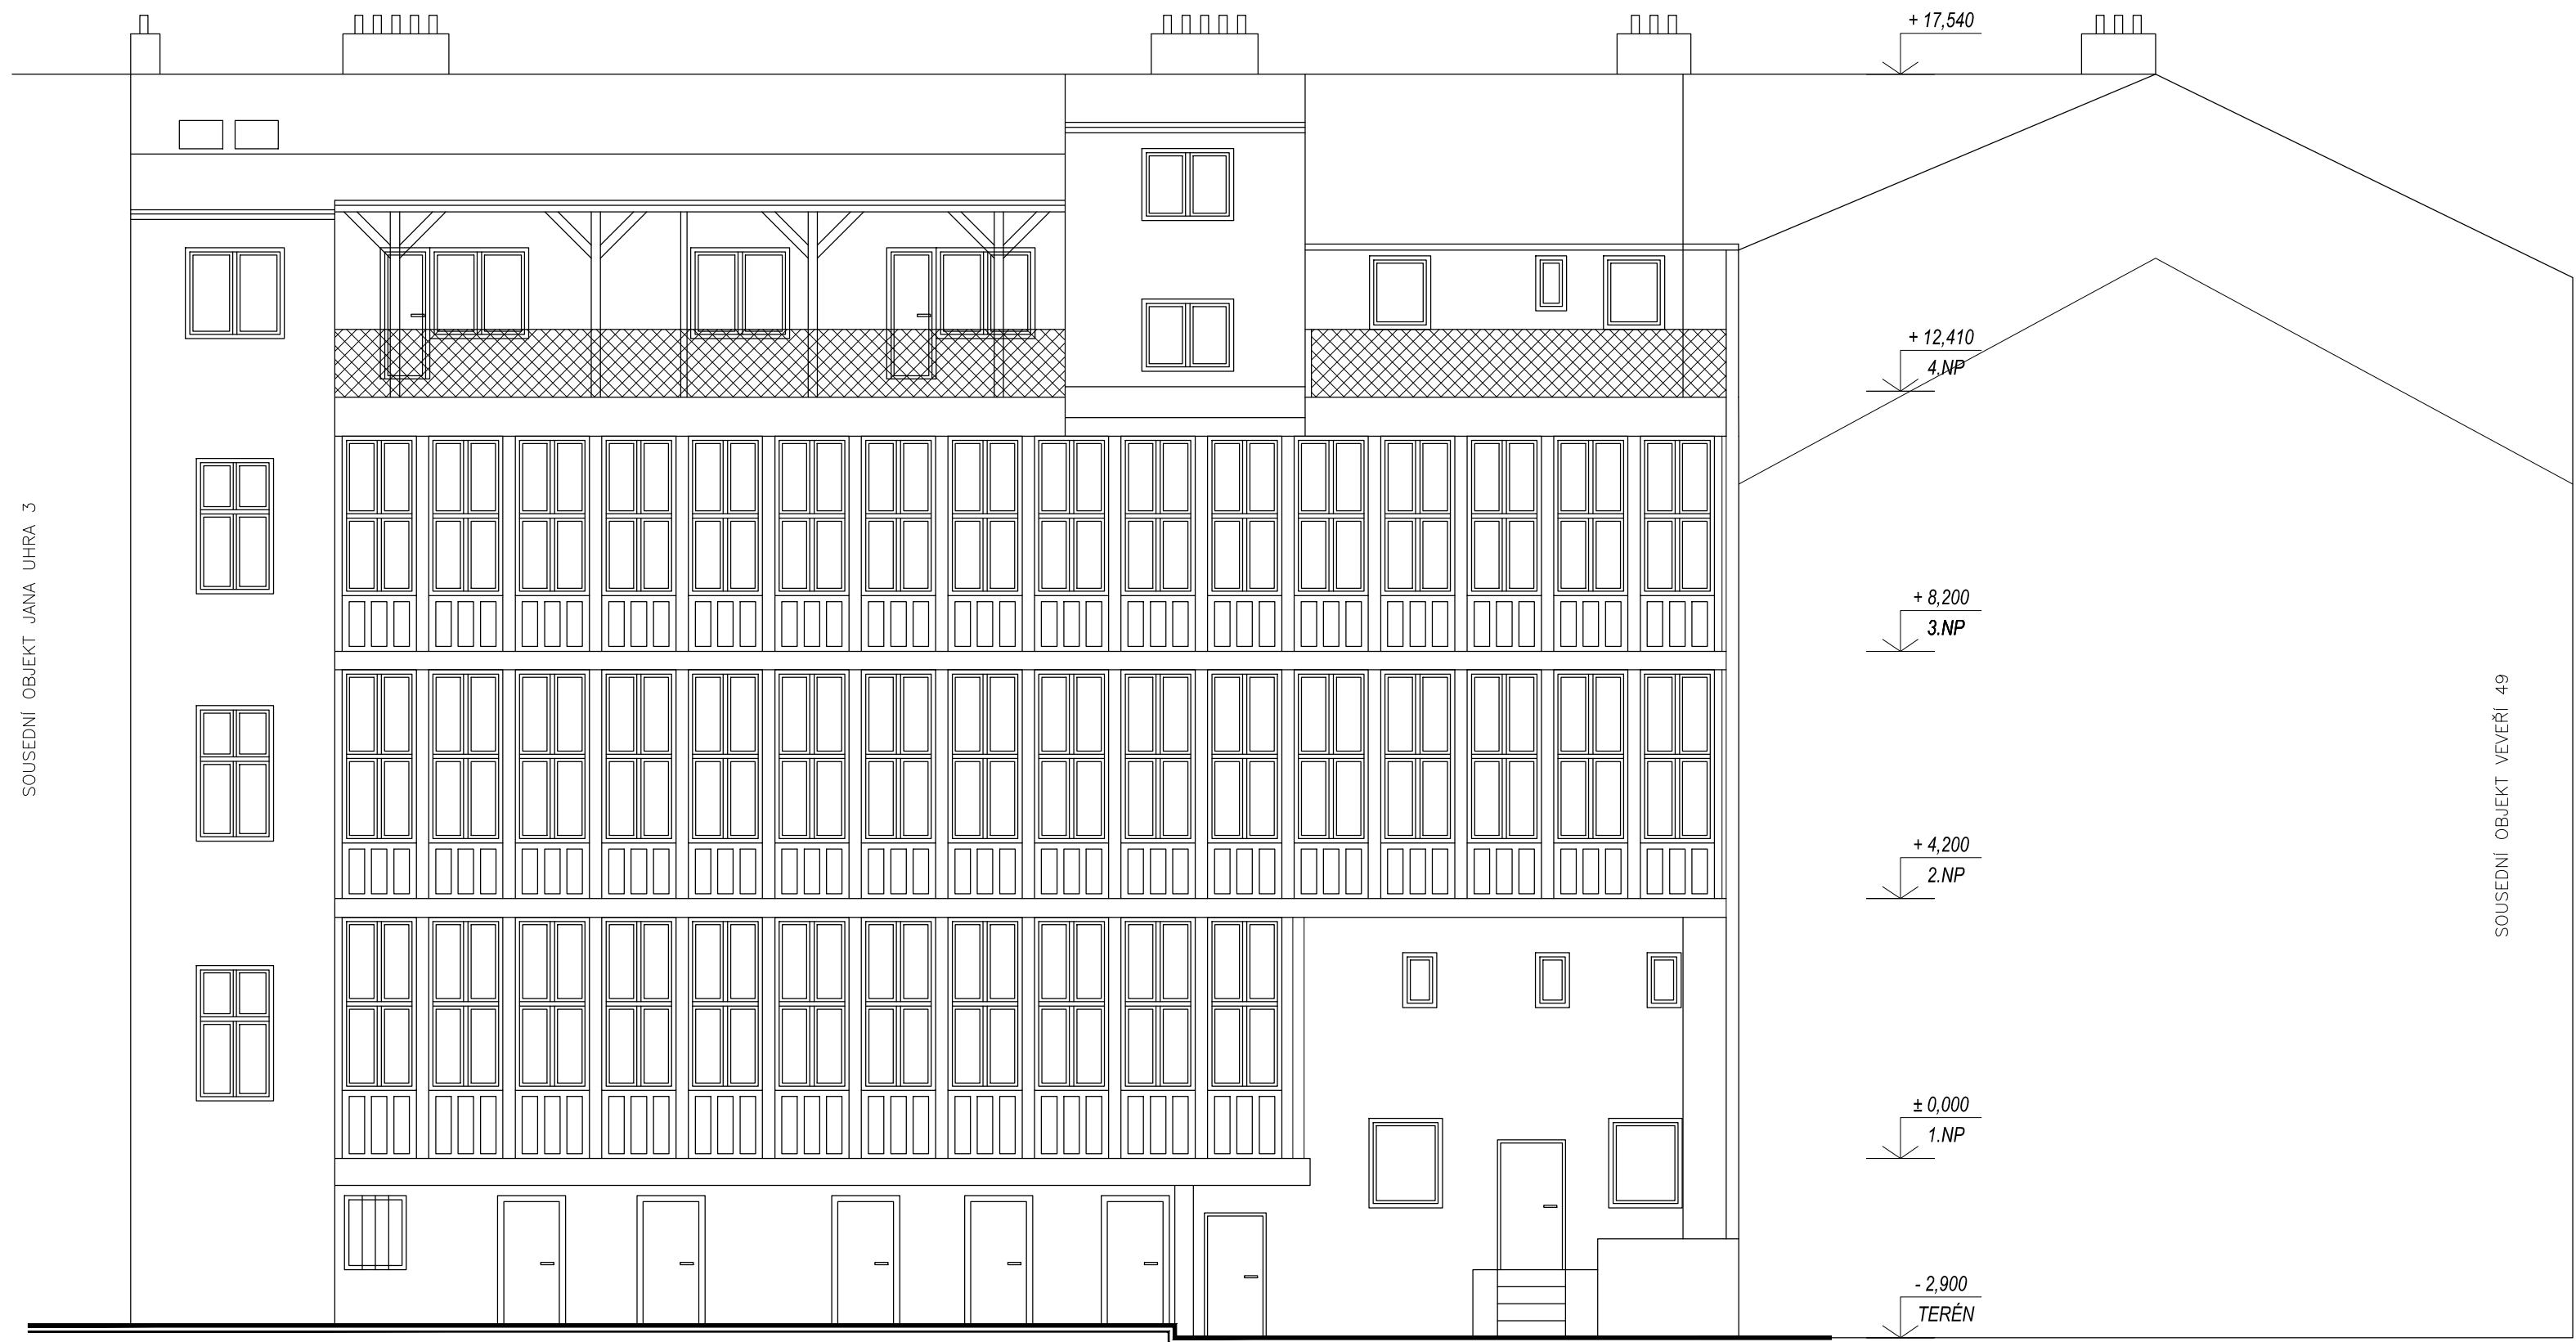 SOUSEDNÍ OBJEKT JANA UHRA 3
+ 17,540
+ 12,410
4.NP
+ 8,200
3.NP
+ 4,200
2.NP
± 0,000
1.NP
- 2,900
TERÉN
SOUSEDNÍ OBJEKT VEVEŘÍ 49